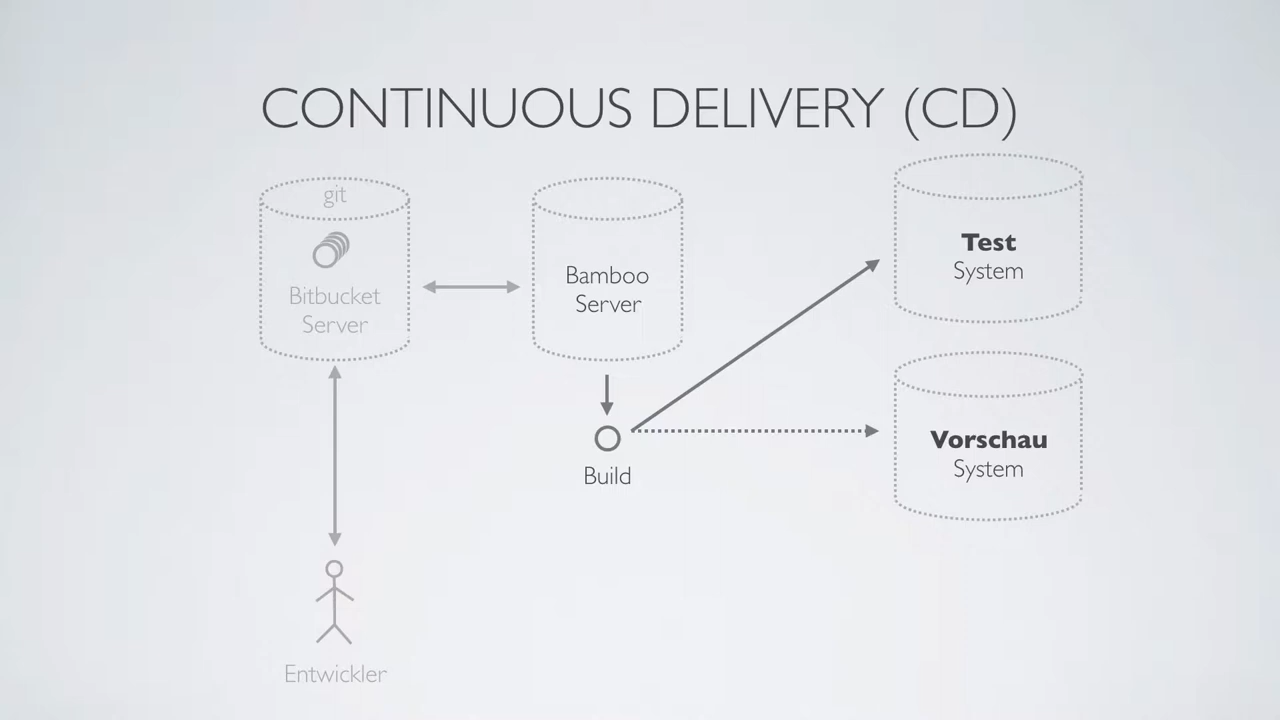 CONTINUOUS DELIVERY (CD)
git
Bitbucket
Server
Bamboo
Server
Test
System
Vorschau
System
Build
Entwickler